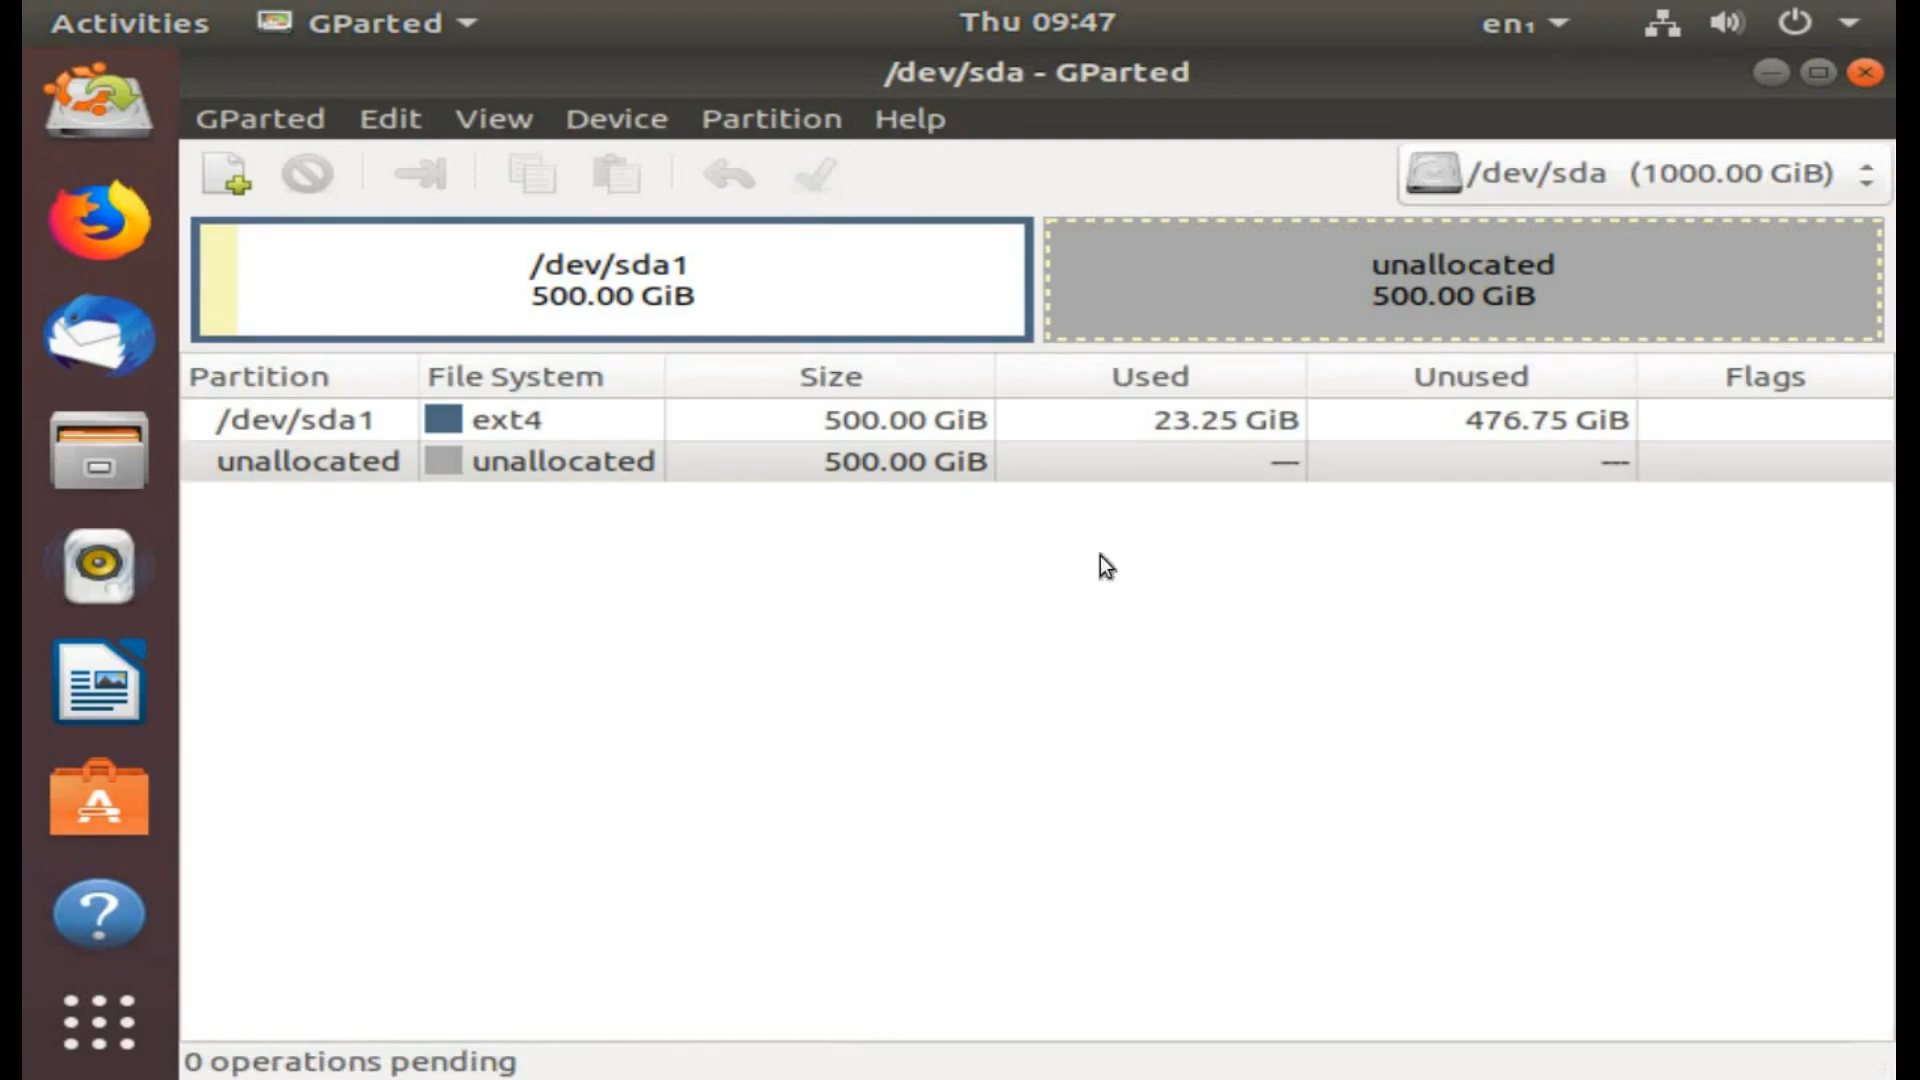 Activities GParted Thu 09:47 en₁
/dev/sda - GParted
GParted Edit View Device Partition Help
/dev/sda (1000.00 GiB)
/dev/sda1
500.00 GiB
unallocated
500.00 GiB
Partition File System Size Used Unused Flags
/dev/sda1 ext4 500.00 GiB 23.25 GiB 476.75 GiB
unallocated unallocated 500.00 GiB --- ---
0 operations pending